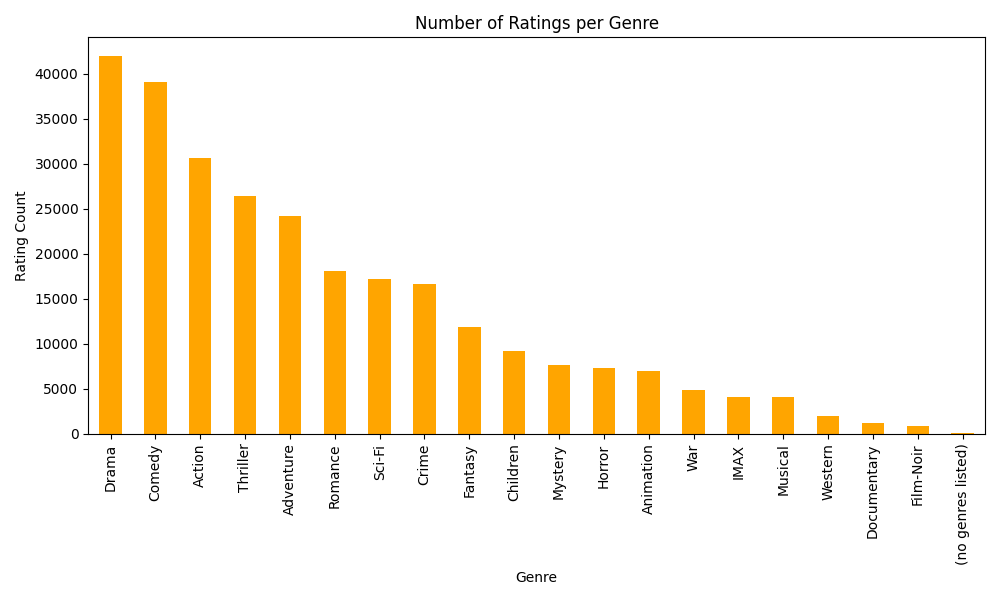 Number of Ratings per Genre
Rating Count
40000
35000
30000
25000
20000
15000
10000
5000
0
Drama
Comedy
Action
Thriller
Adventure
Romance
Sci-Fi
Crime
Fantasy
Children
Mystery
Horror
Animation
War
IMAX
Musical
Western
Documentary
Film-Noir
(no genres listed)
Genre